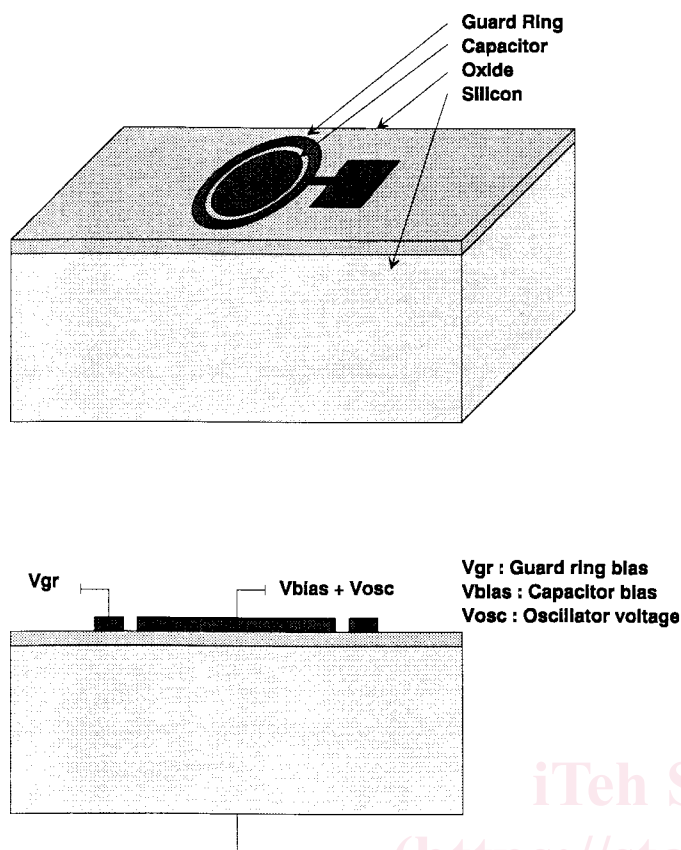 Guard Ring
Capacitor
Oxide
Silicon
Vgr
Vbias + Vosc
Vgr : Guard ring bias
Vbias : Capacitor bias
Vosc : Oscillator voltage
iTeh S